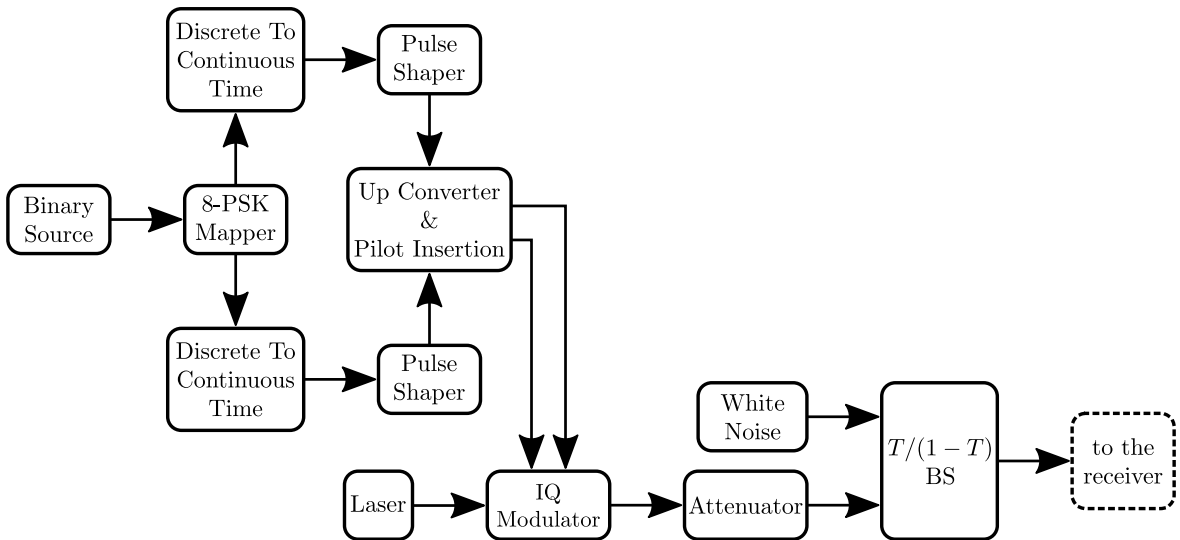 Discrete To
Continuous
Time
Pulse
Shaper
Binary
Source
8-PSK
Mapper
Up Converter
&
Pilot Insertion
Discrete To
Continuous
Time
Pulse
Shaper
White
Noise
T/(1 − T)
BS
to the
receiver
Laser
IQ
Modulator
Attenuator